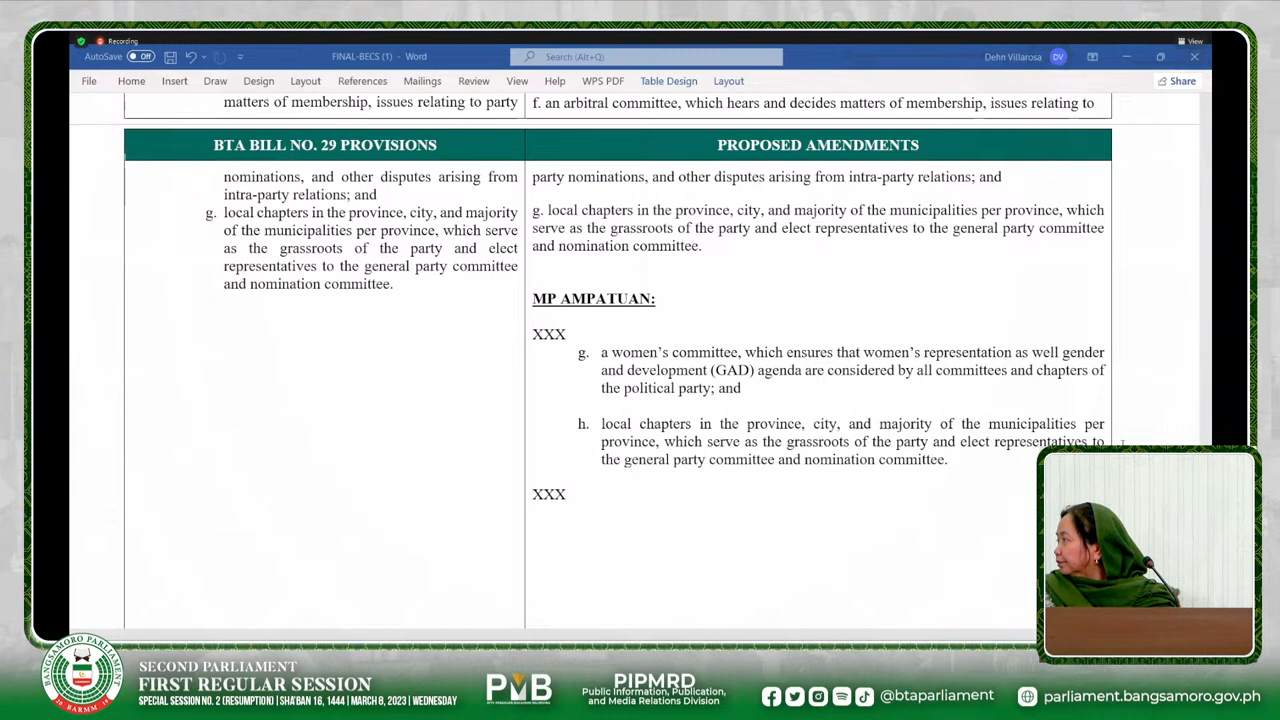 Recording
View
AutoSave Off
FINAL-BECS (1) - Word
Search (Alt+Q)
Dehn Villarosa DV
File Home Insert Draw Design Layout References Mailings Review View Help WPS PDF Table Design Layout Share
matters of membership, issues relating to party
f. an arbitral committee, which hears and decides matters of membership, issues relating to
BTA BILL NO. 29 PROVISIONS
PROPOSED AMENDMENTS
nominations, and other disputes arising from
intra-party relations; and
g. local chapters in the province, city, and majority
of the municipalities per province, which serve
as the grassroots of the party and elect
representatives to the general party committee
and nomination committee.
party nominations, and other disputes arising from intra-party relations; and
g. local chapters in the province, city, and majority of the municipalities per province, which
serve as the grassroots of the party and elect representatives to the general party committee
and nomination committee.
MP AMPATUAN:
XXX
g. a women's committee, which ensures that women's representation as well gender
and development (GAD) agenda are considered by all committees and chapters of
the political party; and
h. local chapters in the province, city, and majority of the municipalities per
province, which serve as the grassroots of the party and elect representatives to
the general party committee and nomination committee.
XXX
BANGSAMORO PARLIAMENT
BARMM
SECOND PARLIAMENT
FIRST REGULAR SESSION
SPECIAL SESSION NO. 2 (RESUMPTION) | SHA'BAN 16, 1444 | MARCH 8, 2023 | WEDNESDAY
PMB
PIPMRD
Public Information, Publication,
and Media Relations Division
@btaparliament
parliament.bangsamoro.gov.ph